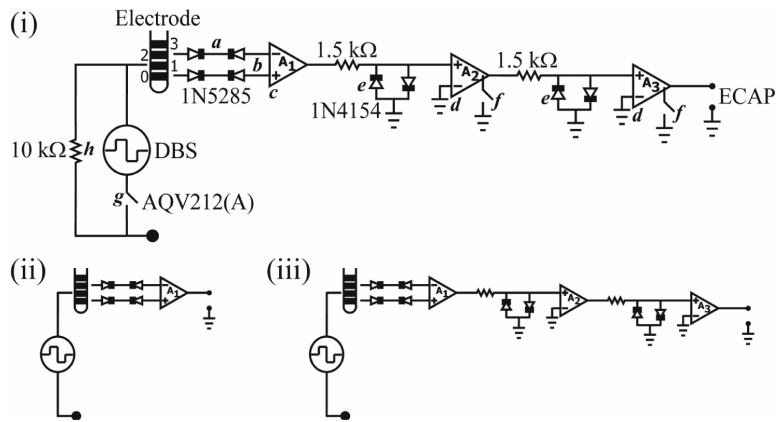 (i)
Electrode
3
2
1
0
a
b
c
- A1 +
1N5285
1.5 kΩ
e
1N4154
+ A2 -
d
f
1.5 kΩ
e
+ A3 -
d
f
ECAP
10 kΩ h
DBS
g AQV212(A)
(ii)
- A1 +
(iii)
- A1 +
+ A2 -
+ A3 -